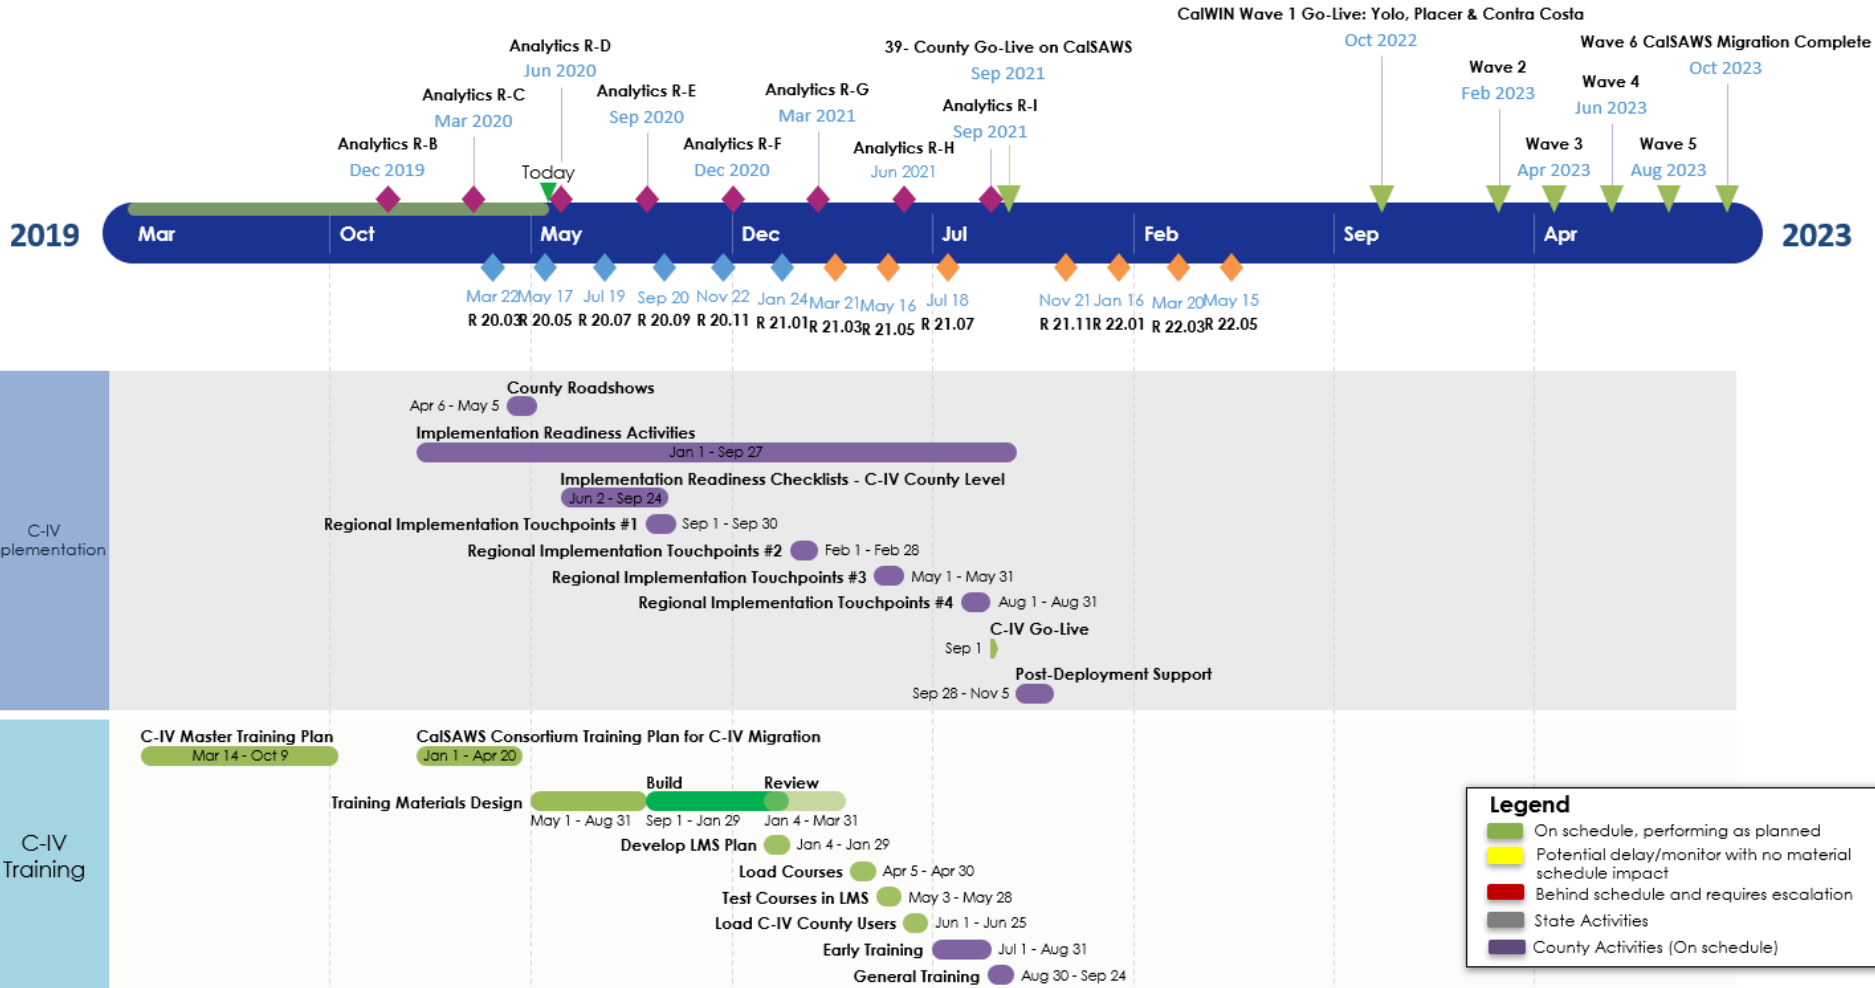 CalWIN Wave 1 Go-Live: Yolo, Placer & Contra Costa
Oct 2022
Analytics R-D
Jun 2020
39- County Go-Live on CalSAWS
Sep 2021
Wave 6 CalSAWS Migration Complete
Oct 2023
Wave 2
Feb 2023
Wave 4
Jun 2023
Analytics R-C
Mar 2020
Analytics R-E
Sep 2020
Analytics R-G
Mar 2021
Analytics R-I
Sep 2021
Analytics R-B
Dec 2019
Analytics R-F
Dec 2020
Analytics R-H
Jun 2021
Wave 3
Apr 2023
Wave 5
Aug 2023
Today
2019
Mar
Oct
May
Dec
Jul
Feb
Sep
Apr
2023
Mar 22
R 20.03
May 17
R 20.05
Jul 19
R 20.07
Sep 20
R 20.09
Nov 22
R 20.11
Jan 24
R 21.01
Mar 21
R 21.03
May 16
R 21.05
Jul 18
R 21.07
Nov 21
R 21.11
Jan 16
R 22.01
Mar 20
R 22.03
May 15
R 22.05
C-IV
plementation
County Roadshows
Apr 6 - May 5
Implementation Readiness Activities
Jan 1 - Sep 27
Implementation Readiness Checklists - C-IV County Level
Jun 2 - Sep 24
Regional Implementation Touchpoints #1 Sep 1 - Sep 30
Regional Implementation Touchpoints #2 Feb 1 - Feb 28
Regional Implementation Touchpoints #3 May 1 - May 31
Regional Implementation Touchpoints #4 Aug 1 - Aug 31
C-IV Go-Live
Sep 1
Post-Deployment Support
Sep 28 - Nov 5
C-IV
Training
C-IV Master Training Plan
Mar 14 - Oct 9
CalSAWS Consortium Training Plan for C-IV Migration
Jan 1 - Apr 20
Build
Review
Training Materials Design
May 1 - Aug 31
Sep 1 - Jan 29
Jan 4 - Mar 31
Develop LMS Plan Jan 4 - Jan 29
Load Courses Apr 5 - Apr 30
Test Courses in LMS May 3 - May 28
Load C-IV County Users Jun 1 - Jun 25
Early Training Jul 1 - Aug 31
General Training Aug 30 - Sep 24
Legend
On schedule, performing as planned
Potential delay/monitor with no material
schedule impact
Behind schedule and requires escalation
State Activities
County Activities (On schedule)